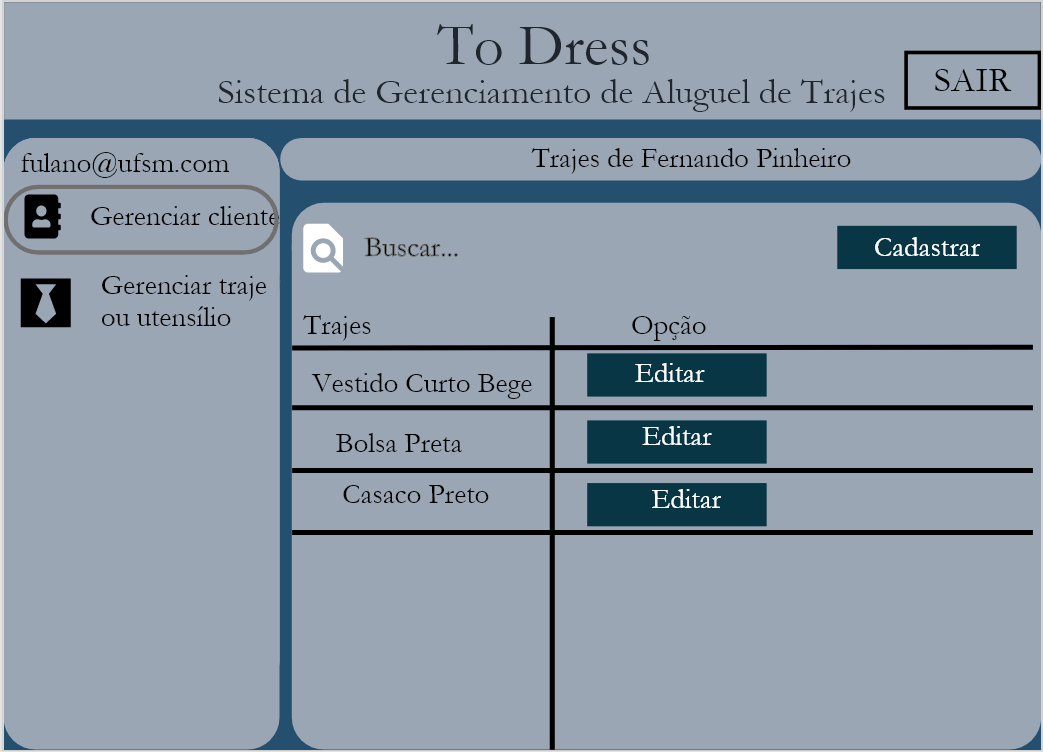 To Dress
Sistema de Gerenciamento de Aluguel de Trajes
SAIR
fulano@ufsm.com
Gerenciar cliente
Gerenciar traje
ou utensílio
Trajes de Fernando Pinheiro
Buscar...
Cadastrar
Trajes
Opção
Vestido Curto Bege
Editar
Bolsa Preta
Editar
Casaco Preto
Editar